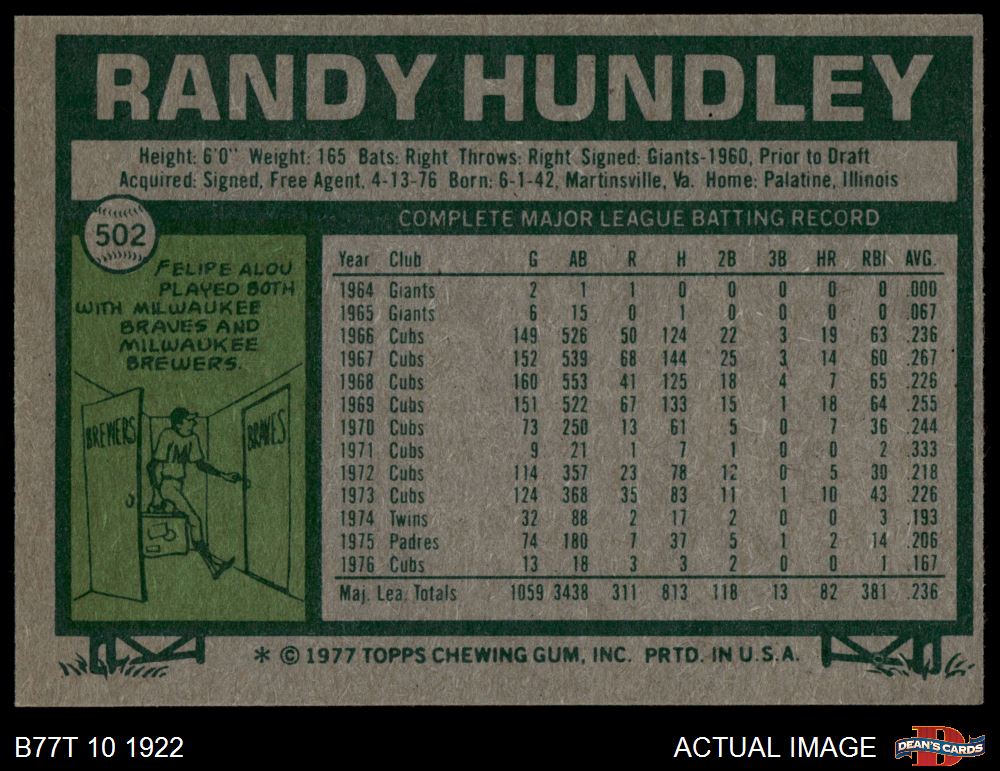 RANDY HUNDLEY
Height: 6'0" Weight: 165 Bats: Right Throws: Right Signed: Giants-1960, Prior to Draft
Acquired: Signed, Free Agent, 4-13-76 Born: 6-1-42, Martinsville, Va. Home: Palatine, Illinois
502
FELIPE ALOU
PLAYED BOTH
WITH MILWAUKEE
BRAVES AND
MILWAUKEE
BREWERS.
BREWERS
M
BRAVES
COMPLETE MAJOR LEAGUE BATTING RECORD
Year Club G AB R H 2B 3B HR RBI AVG.
1964 Giants 2 1 1 0 0 0 0 0 .000
1965 Giants 6 15 0 1 0 0 0 0 .067
1966 Cubs 149 526 50 124 22 3 19 63 .236
1967 Cubs 152 539 68 144 25 3 14 60 .267
1968 Cubs 160 553 41 125 18 4 7 65 .226
1969 Cubs 151 522 67 133 15 1 18 64 .255
1970 Cubs 73 250 13 61 5 0 7 36 .244
1971 Cubs 9 21 1 7 1 0 0 2 .333
1972 Cubs 114 357 23 78 12 0 5 30 .218
1973 Cubs 124 368 35 83 11 1 10 43 .226
1974 Twins 32 88 2 17 2 0 0 3 .193
1975 Padres 74 180 7 37 5 1 2 14 .206
1976 Cubs 13 18 3 3 2 0 0 1 .167
Maj. Lea. Totals 1059 3438 311 813 118 13 82 381 .236
* © 1977 TOPPS CHEWING GUM, INC. PRTD. IN U.S.A.
B77T 10 1922
ACTUAL IMAGE
D
DEAN'S CARDS